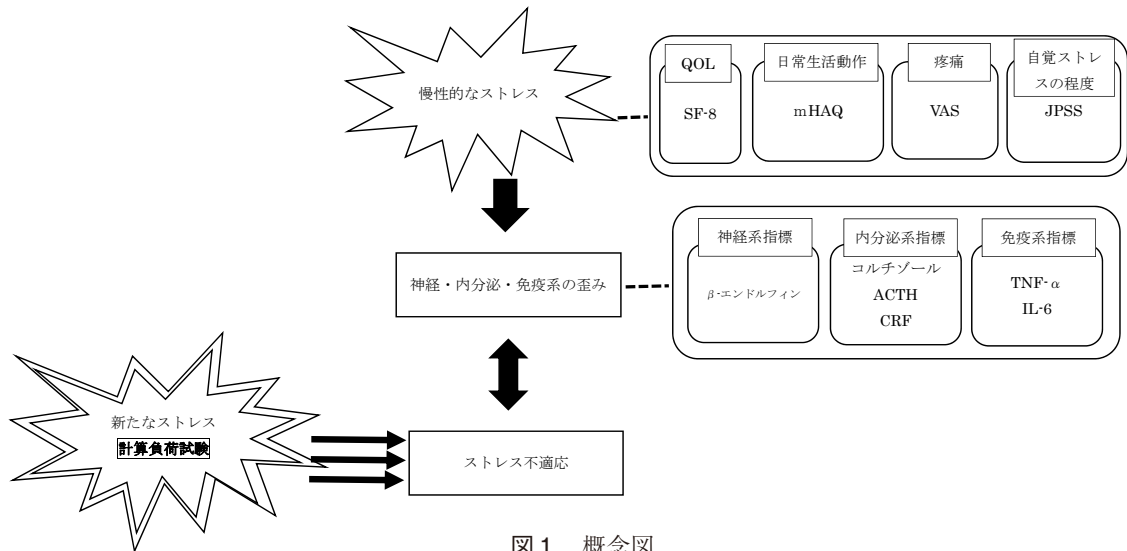 慢性的なストレス
QOL
SF-8
日常生活動作
mHAQ
疼痛
VAS
自覚ストレ
スの程度
JPSS
神経・内分泌・免疫系の歪み
神経系指標
β-エンドルフィン
内分泌系指標
コルチゾール
ACTH
CRF
免疫系指標
TNF-α
IL-6
新たなストレス
計算負荷試験
ストレス不適応
図1 概念図